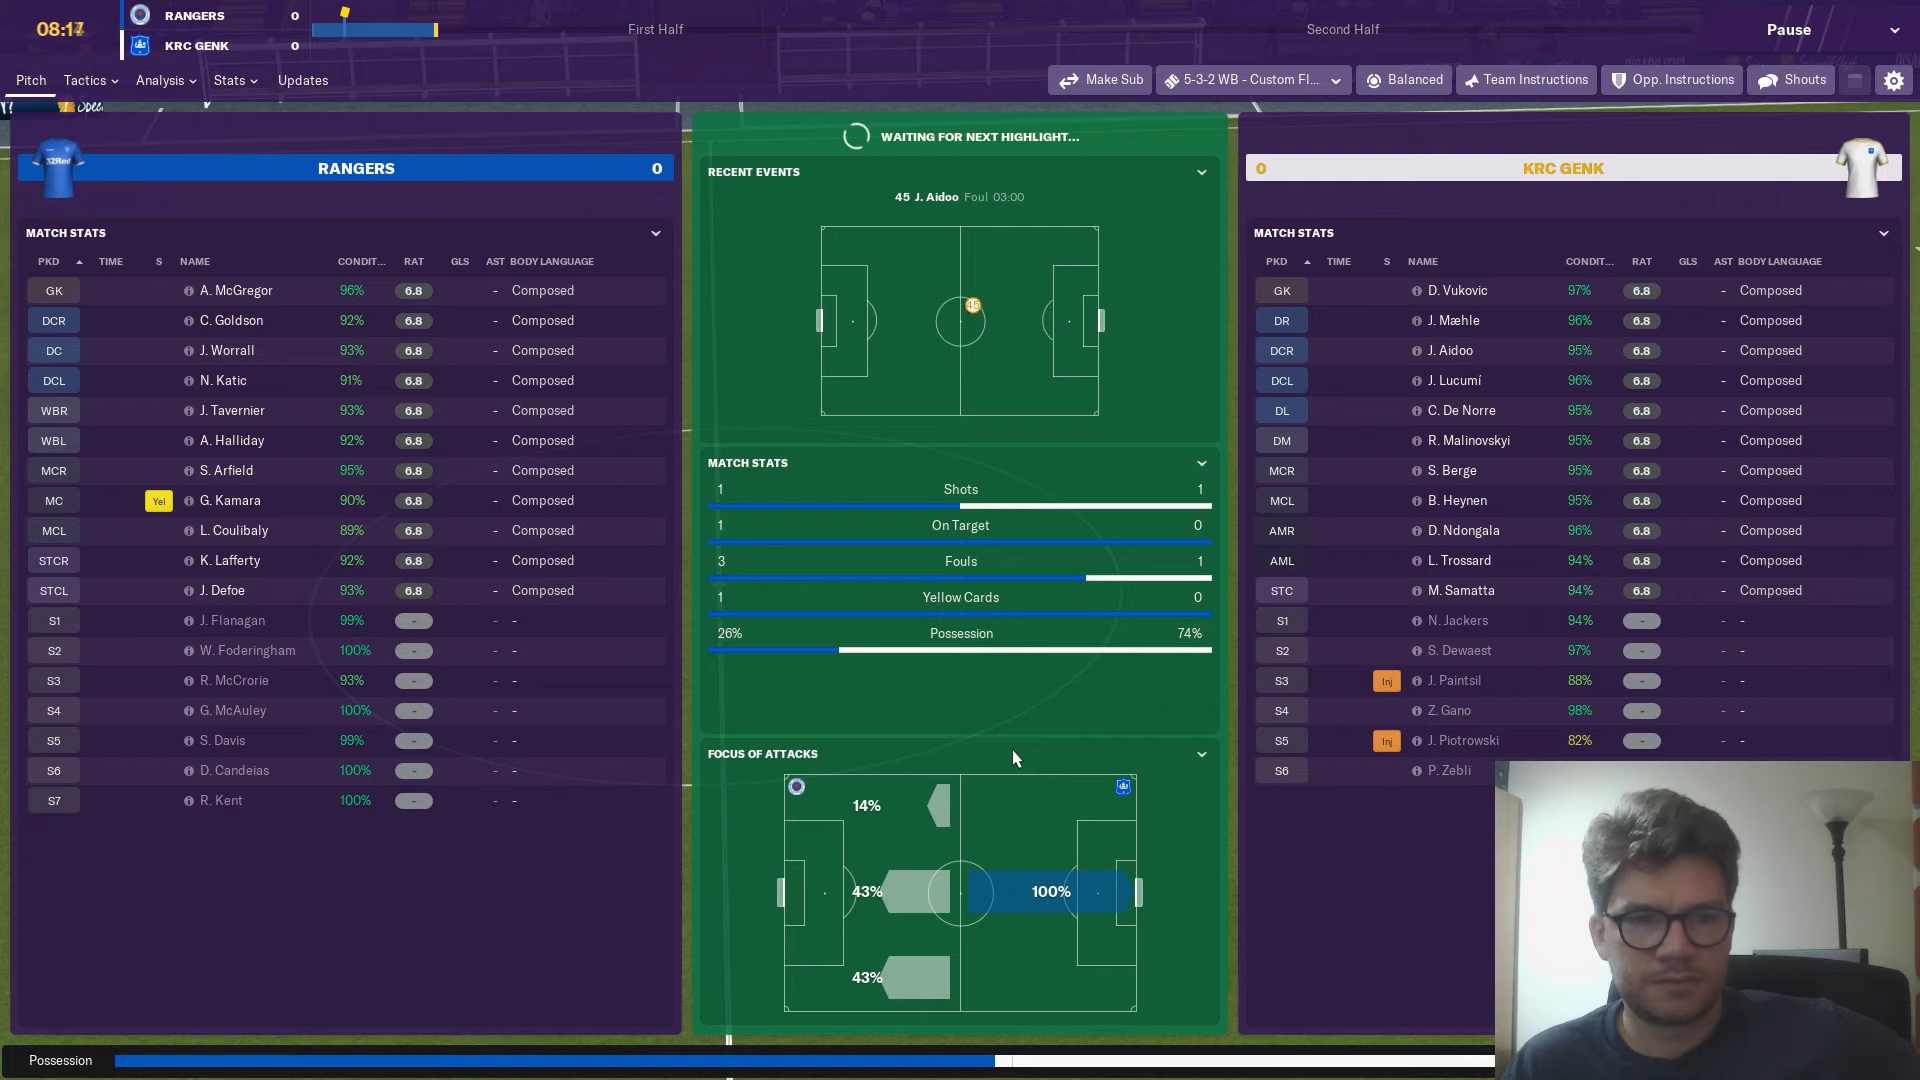 08:14
RANGERS 0
KRC GENK 0
First Half
Second Half
Pause
Pitch
Tactics
Analysis
Stats
Updates
Make Sub
5-3-2 WB - Custom Fl...
Balanced
Team Instructions
Opp. Instructions
Shouts
RANGERS 0
MATCH STATS
PKD TIME S NAME CONDIT... RAT GLS AST BODY LANGUAGE
GK A. McGregor 96% 6.8 - Composed
DCR C. Goldson 92% 6.8 - Composed
DC J. Worrall 93% 6.8 - Composed
DCL N. Katic 91% 6.8 - Composed
WBR J. Tavernier 93% 6.8 - Composed
WBL A. Halliday 92% 6.8 - Composed
MCR S. Arfield 95% 6.8 - Composed
MC Yel G. Kamara 90% 6.8 - Composed
MCL L. Coulibaly 89% 6.8 - Composed
STCR K. Lafferty 92% 6.8 - Composed
STCL J. Defoe 93% 6.8 - Composed
S1 J. Flanagan 99% - - -
S2 W. Foderingham 100% - - -
S3 R. McCrorie 93% - - -
S4 G. McAuley 100% - - -
S5 S. Davis 99% - - -
S6 D. Candeias 100% - - -
S7 R. Kent 100% - - -
WAITING FOR NEXT HIGHLIGHT...
RECENT EVENTS
45 J. Aidoo Foul 03:00
45
MATCH STATS
1 Shots 1
1 On Target 0
3 Fouls 1
1 Yellow Cards 0
26% Possession 74%
FOCUS OF ATTACKS
14%
43% 100%
43%
0 KRC GENK
MATCH STATS
PKD TIME S NAME CONDIT... RAT GLS AST BODY LANGUAGE
GK D. Vukovic 97% 6.8 - Composed
DR J. Mæhle 96% 6.8 - Composed
DCR J. Aidoo 95% 6.8 - Composed
DCL J. Lucumí 96% 6.8 - Composed
DL C. De Norre 95% 6.8 - Composed
DM R. Malinovskyi 95% 6.8 - Composed
MCR S. Berge 95% 6.8 - Composed
MCL B. Heynen 95% 6.8 - Composed
AMR D. Ndongala 96% 6.8 - Composed
AML L. Trossard 94% 6.8 - Composed
STC M. Samatta 94% 6.8 - Composed
S1 N. Jackers 94% - - -
S2 S. Dewaest 97% - - -
S3 Inj J. Paintsil 88% - - -
S4 Z. Gano 98% - - -
S5 Inj J. Piotrowski 82% - - -
S6 P. Zebli
Possession